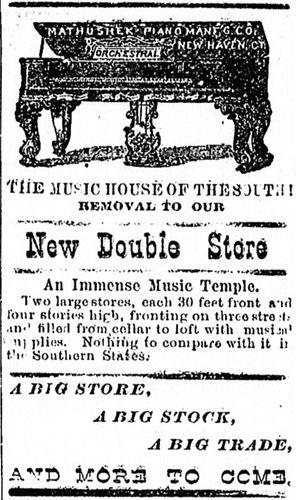 MATHUSHEK PIANO MANF'G. CO.
NEW HAVEN, CT.
ORCHESTRAL
THE MUSIC HOUSE OF THE SOUTH!
REMOVAL TO OUR
New Double Store
An Immense Music Temple.
Two large stores, each 30 feet front and
four stories high, fronting on three streets
and filled from cellar to loft with musical
supplies. Nothing to compare with it in
the Southern States.
A BIG STORE,
A BIG STOCK,
A BIG TRADE,
AND MORE TO COME.